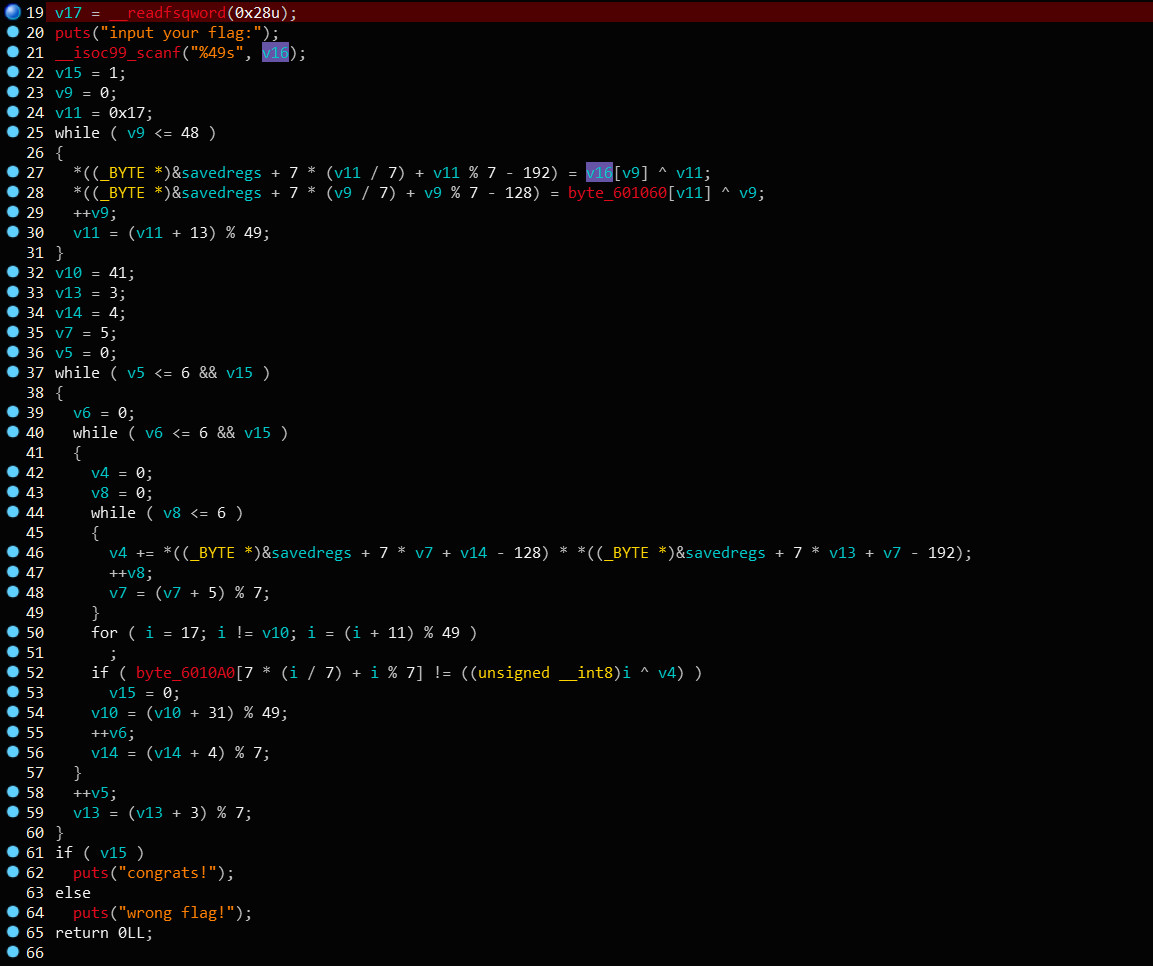 19 v17 = __readfsqword(0x28u);
20 puts("input your flag:");
21 __isoc99_scanf("%49s", v16);
22 v15 = 1;
23 v9 = 0;
24 v11 = 0x17;
25 while ( v9 <= 48 )
26 {
27 *((_BYTE *)&savedregs + 7 * (v11 / 7) + v11 % 7 - 192) = v16[v9] ^ v11;
28 *((_BYTE *)&savedregs + 7 * (v9 / 7) + v9 % 7 - 128) = byte_601060[v11] ^ v9;
29 ++v9;
30 v11 = (v11 + 13) % 49;
31 }
32 v10 = 41;
33 v13 = 3;
34 v14 = 4;
35 v7 = 5;
36 v5 = 0;
37 while ( v5 <= 6 && v15 )
38 {
39 v6 = 0;
40 while ( v6 <= 6 && v15 )
41 {
42 v4 = 0;
43 v8 = 0;
44 while ( v8 <= 6 )
45 {
46 v4 += *((_BYTE *)&savedregs + 7 * v7 + v14 - 128) * *((_BYTE *)&savedregs + 7 * v13 + v7 - 192);
47 ++v8;
48 v7 = (v7 + 5) % 7;
49 }
50 for ( i = 17; i != v10; i = (i + 11) % 49 )
51 ;
52 if ( byte_6010A0[7 * (i / 7) + i % 7] != ((unsigned __int8)i ^ v4) )
53 v15 = 0;
54 v10 = (v10 + 31) % 49;
55 ++v6;
56 v14 = (v14 + 4) % 7;
57 }
58 ++v5;
59 v13 = (v13 + 3) % 7;
60 }
61 if ( v15 )
62 puts("congrats!");
63 else
64 puts("wrong flag!");
65 return 0LL;
66